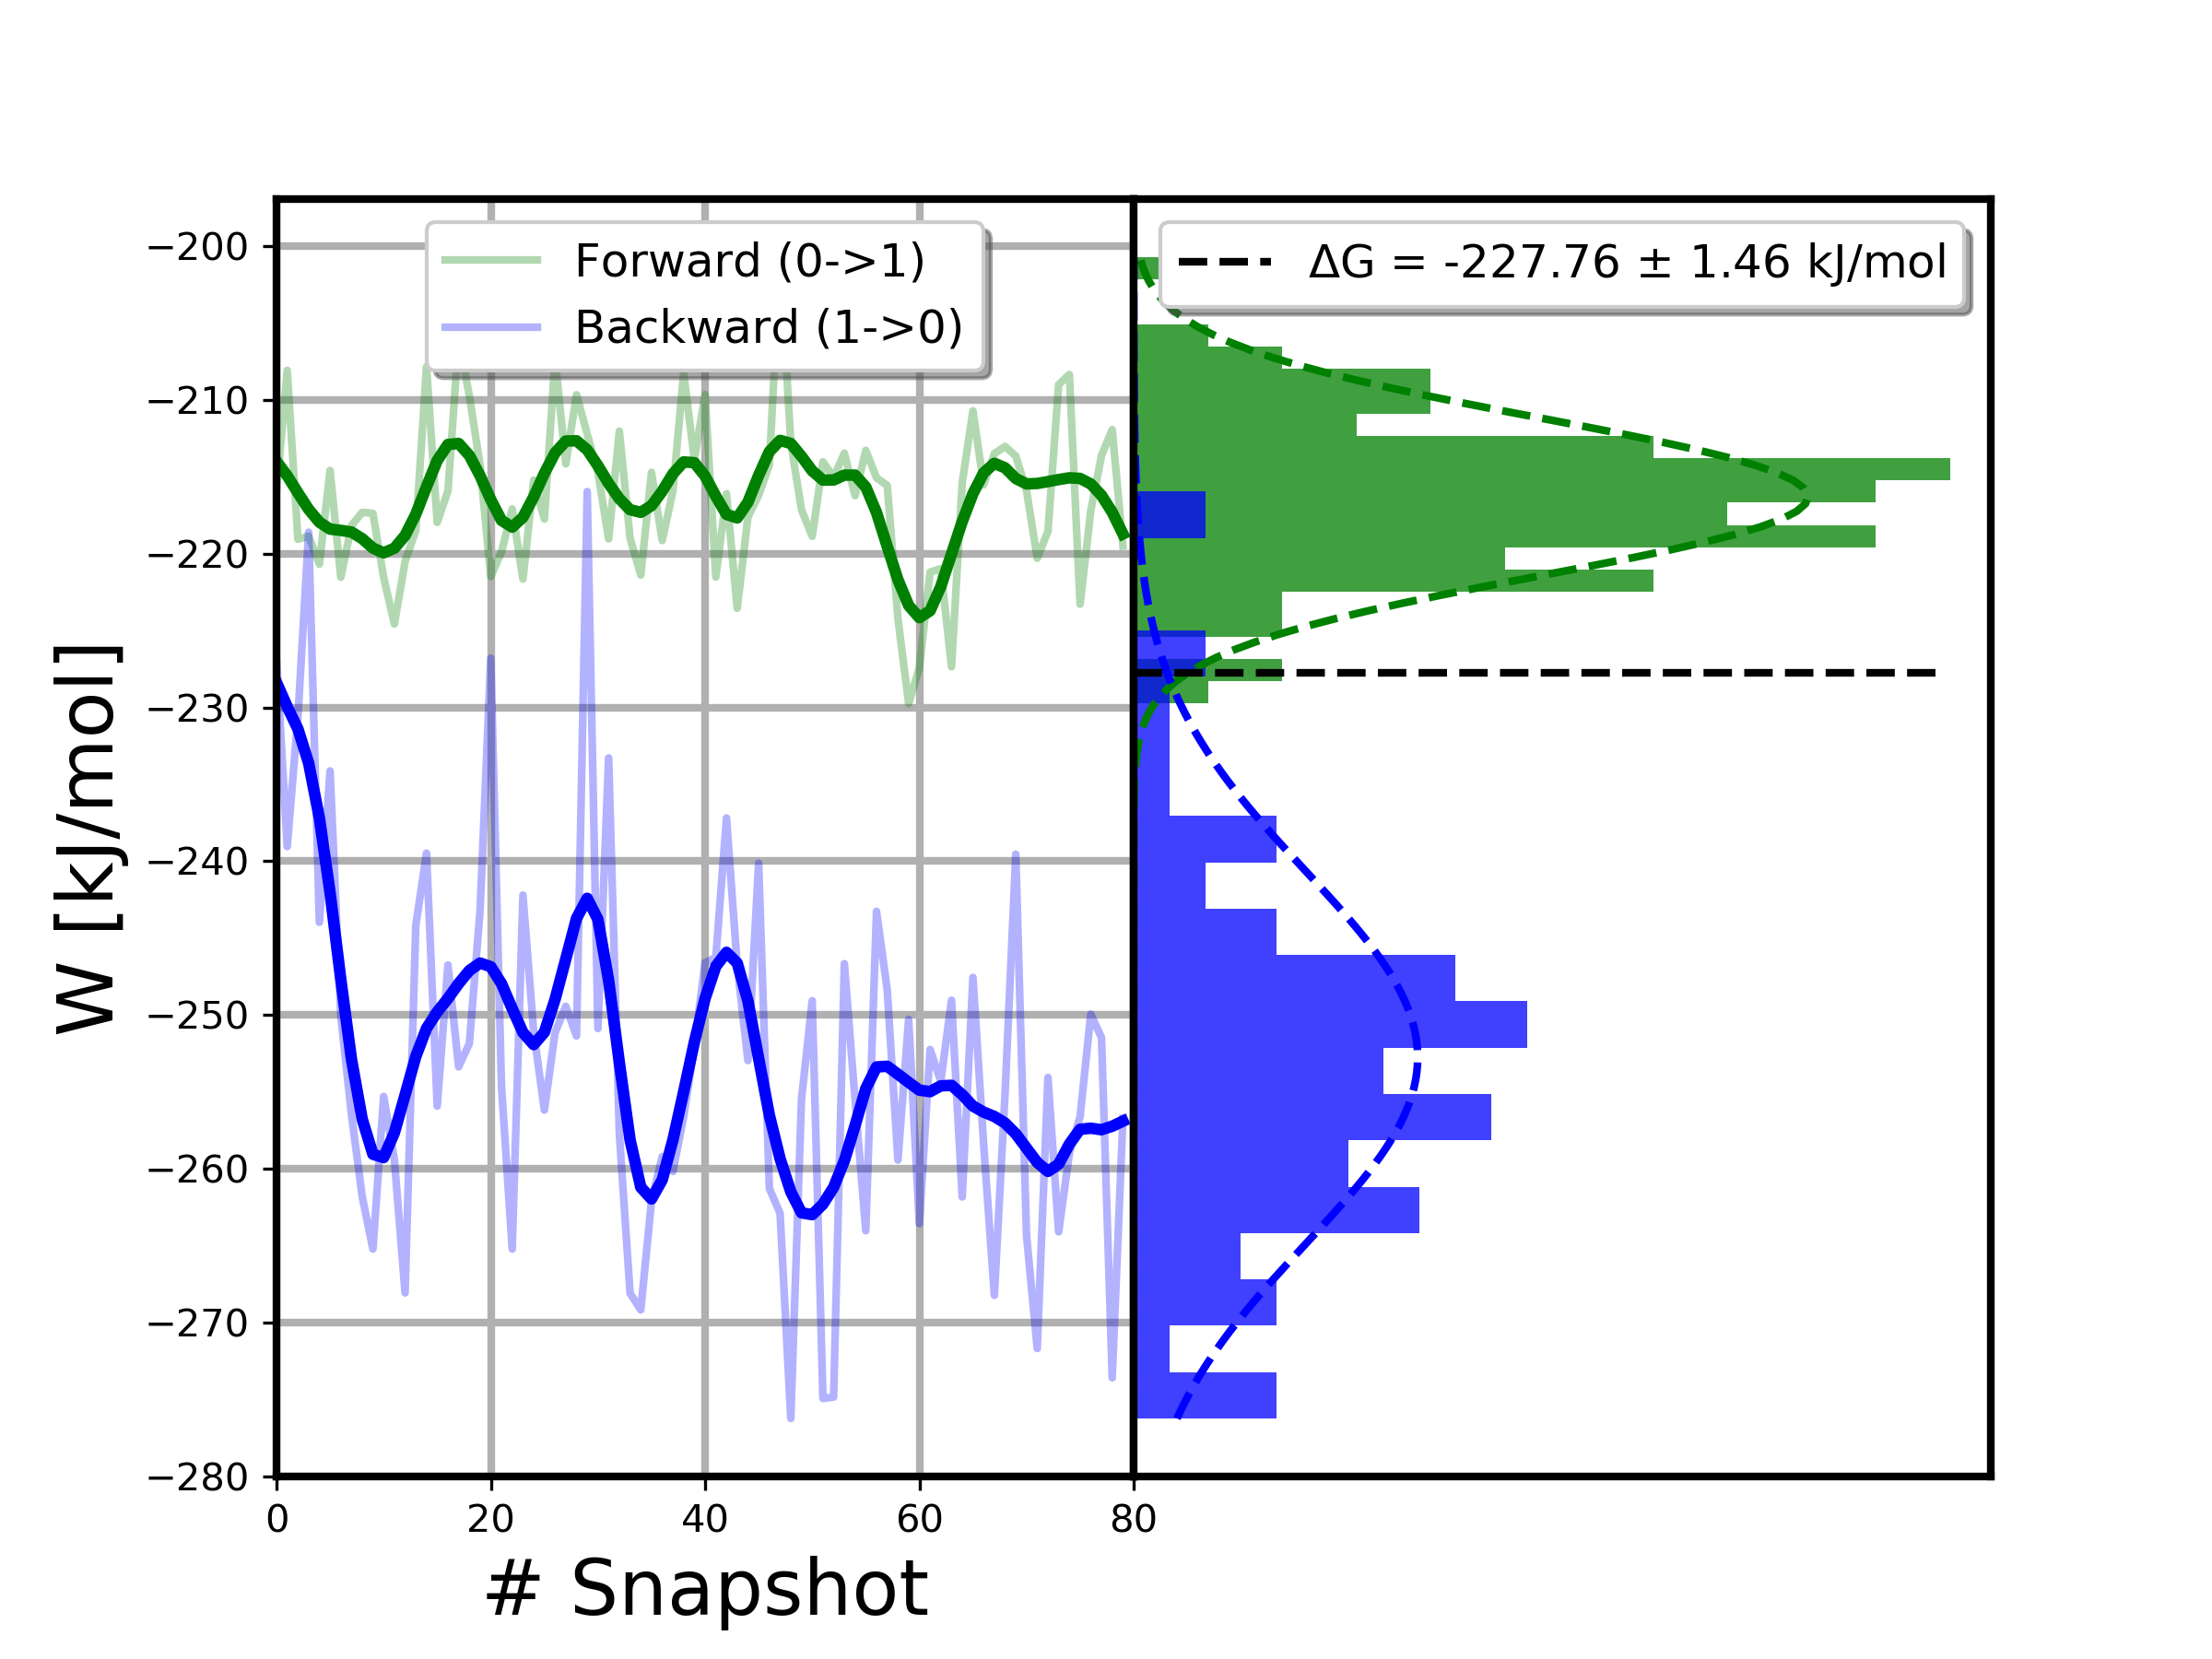 Forward (0->1)
Backward (1->0)
ΔG = -227.76 ± 1.46 kJ/mol
W [kJ/mol]
−200
−210
−220
−230
−240
−250
−260
−270
−280
0 20 40 60 80
# Snapshot